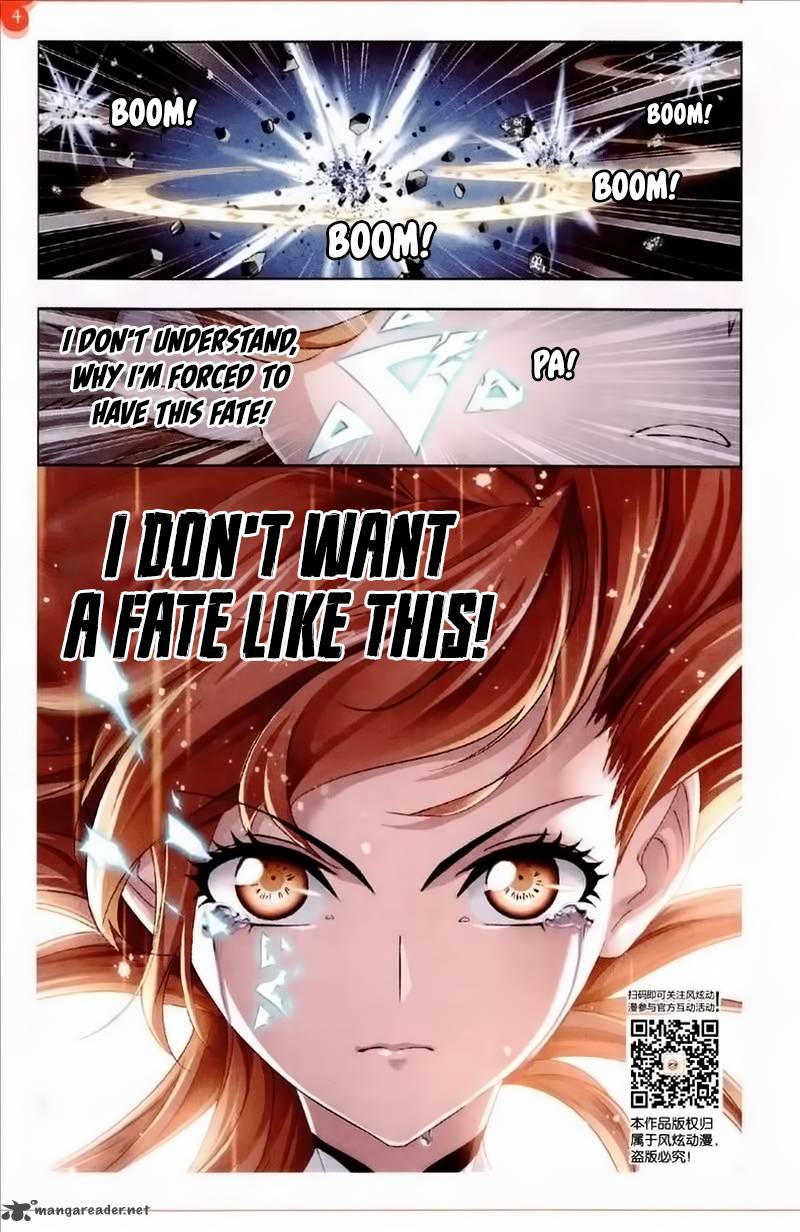 4
BOOM!
BOOM!
BOOM!
BOOM!
I DON'T UNDERSTAND,
WHY I'M FORCED TO
HAVE THIS FATE!
PA!
I DON'T WANT
A FATE LIKE THIS!
扫码即可关注风炫动
漫参与官方互动活动!
本作品版权归
属于风炫动漫,
盗版必究!
mangareader.net